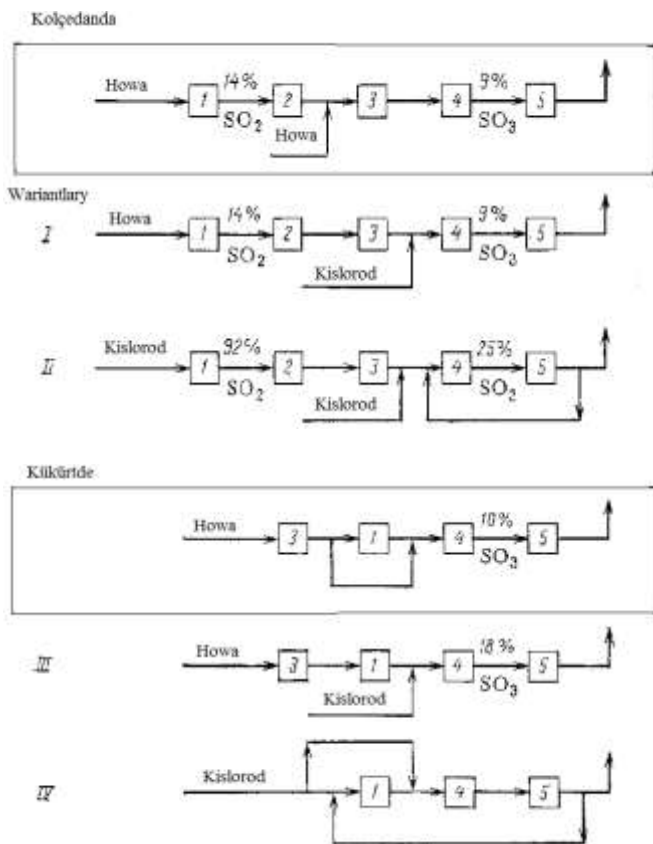 Kolçedanda
Howa 1 14% SO₂ 2 3 4 9% SO₃ 5
Howa
Wariantlary
I Howa 1 14% SO₂ 2 3 4 9% SO₃ 5
Kislorod
II Kislorod 1 92% SO₂ 2 3 4 25% SO₂ 5
Kislorod
Kükürtde
Howa 3 1 4 10% SO₃ 5
III Howa 3 1 4 18% SO₃ 5
Kislorod
IV Kislorod 1 4 5